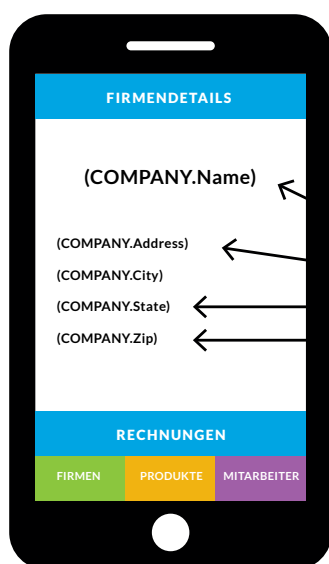 FIRMENDETAILS
(COMPANY.Name)
(COMPANY.Address)
(COMPANY.City)
(COMPANY.State)
(COMPANY.Zip)
RECHNUNGEN
FIRMEN PRODUKTE MITARBEITER